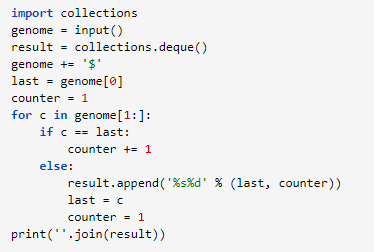 import collections
genome = input()
result = collections.deque()
genome += '$'
last = genome[0]
counter = 1
for c in genome[1:]:
    if c == last:
        counter += 1
    else:
        result.append('%s%d' % (last, counter))
        last = c
        counter = 1
print(''.join(result))